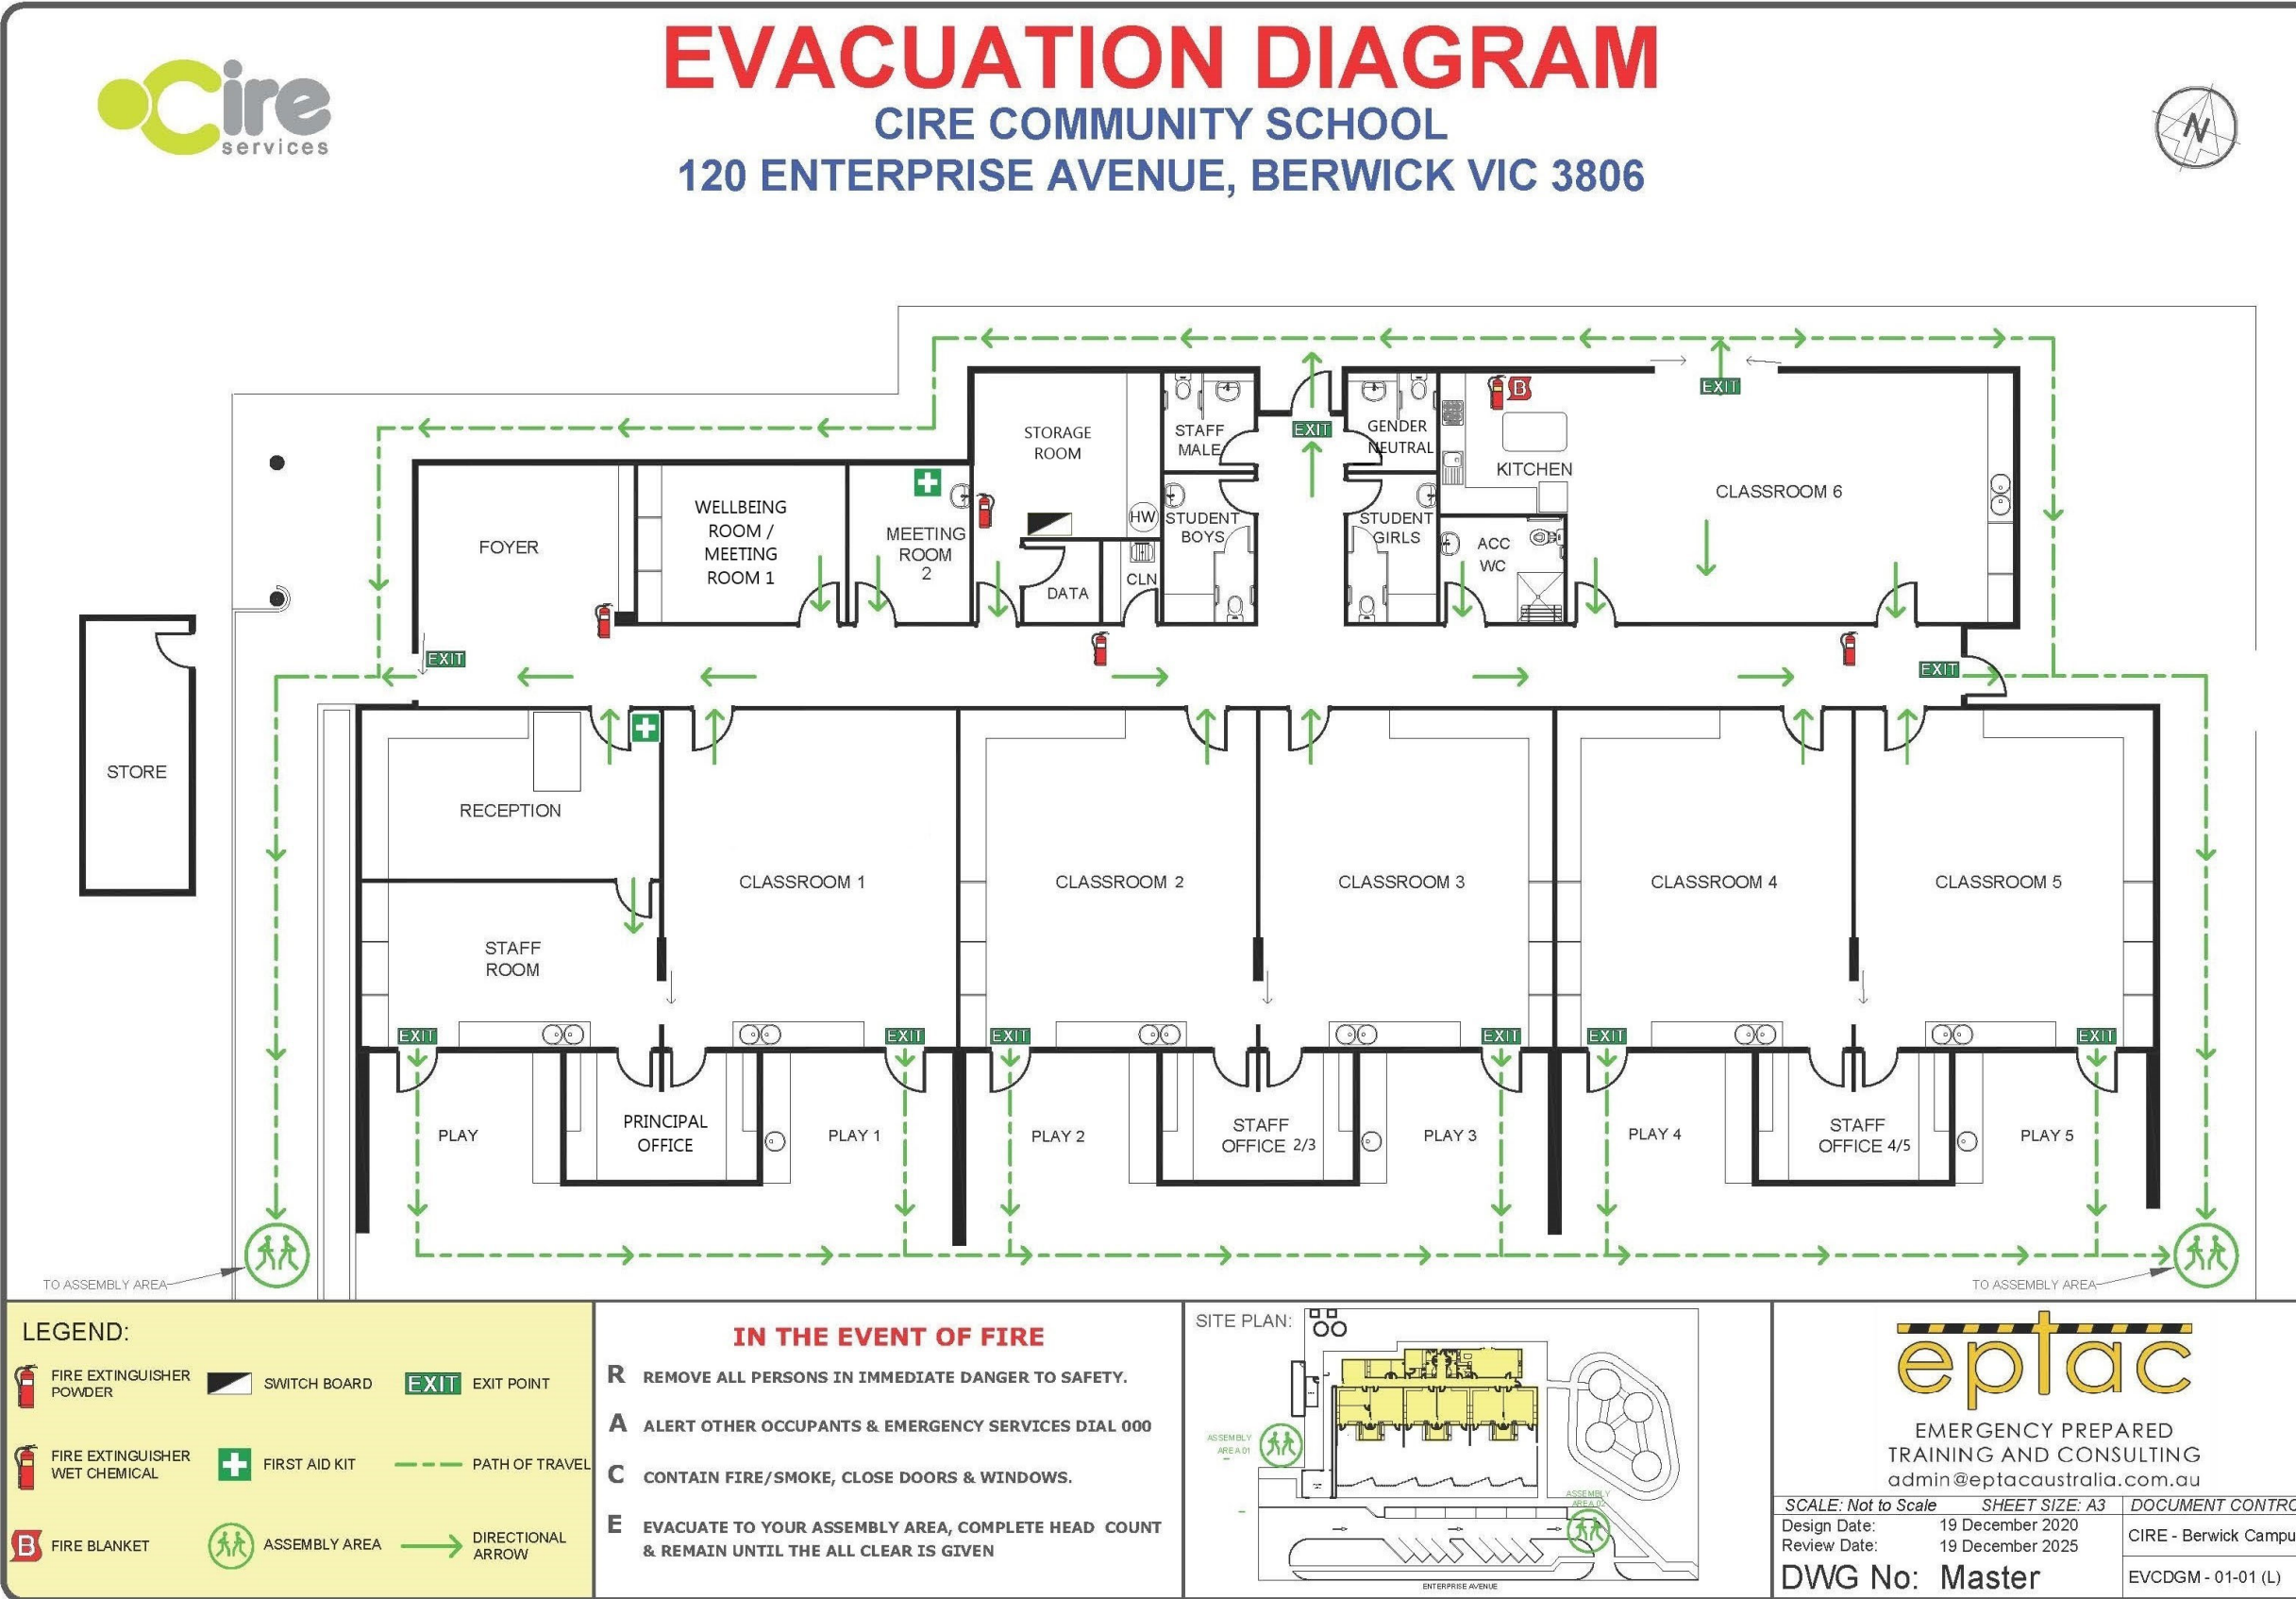 Cire
services
EVACUATION DIAGRAM
CIRE COMMUNITY SCHOOL
120 ENTERPRISE AVENUE, BERWICK VIC 3806
N
EXIT
B
STORAGE
ROOM
STAFF
MALE
EXIT
GENDER
NEUTRAL
KITCHEN
CLASSROOM 6
FOYER
WELLBEING
ROOM /
MEETING
ROOM 1
MEETING
ROOM
2
HW
STUDENT
BOYS
STUDENT
GIRLS
ACC
WC
DATA
CLN
EXIT
EXIT
STORE
RECEPTION
CLASSROOM 1
CLASSROOM 2
CLASSROOM 3
CLASSROOM 4
CLASSROOM 5
STAFF
ROOM
EXIT
EXIT
EXIT
EXIT
EXIT
EXIT
PLAY
PRINCIPAL
OFFICE
PLAY 1
PLAY 2
STAFF
OFFICE 2/3
PLAY 3
PLAY 4
STAFF
OFFICE 4/5
PLAY 5
TO ASSEMBLY AREA
TO ASSEMBLY AREA
LEGEND:
FIRE EXTINGUISHER
POWDER
SWITCH BOARD
EXIT
EXIT POINT
FIRE EXTINGUISHER
WET CHEMICAL
FIRST AID KIT
PATH OF TRAVEL
B
FIRE BLANKET
ASSEMBLY AREA
DIRECTIONAL
ARROW
IN THE EVENT OF FIRE
R REMOVE ALL PERSONS IN IMMEDIATE DANGER TO SAFETY.
A ALERT OTHER OCCUPANTS & EMERGENCY SERVICES DIAL 000
C CONTAIN FIRE/SMOKE, CLOSE DOORS & WINDOWS.
E EVACUATE TO YOUR ASSEMBLY AREA, COMPLETE HEAD COUNT
& REMAIN UNTIL THE ALL CLEAR IS GIVEN
SITE PLAN:
ASSEMBLY
AREA 01
ASSEMBLY
AREA 02
ENTERPRISE AVENUE
eptac
EMERGENCY PREPARED
TRAINING AND CONSULTING
admin@eptacaustralia.com.au
SCALE: Not to Scale SHEET SIZE: A3 DOCUMENT CONTRO
Design Date: 19 December 2020
Review Date: 19 December 2025
CIRE - Berwick Campu
DWG No: Master
EVCDGM - 01-01 (L)